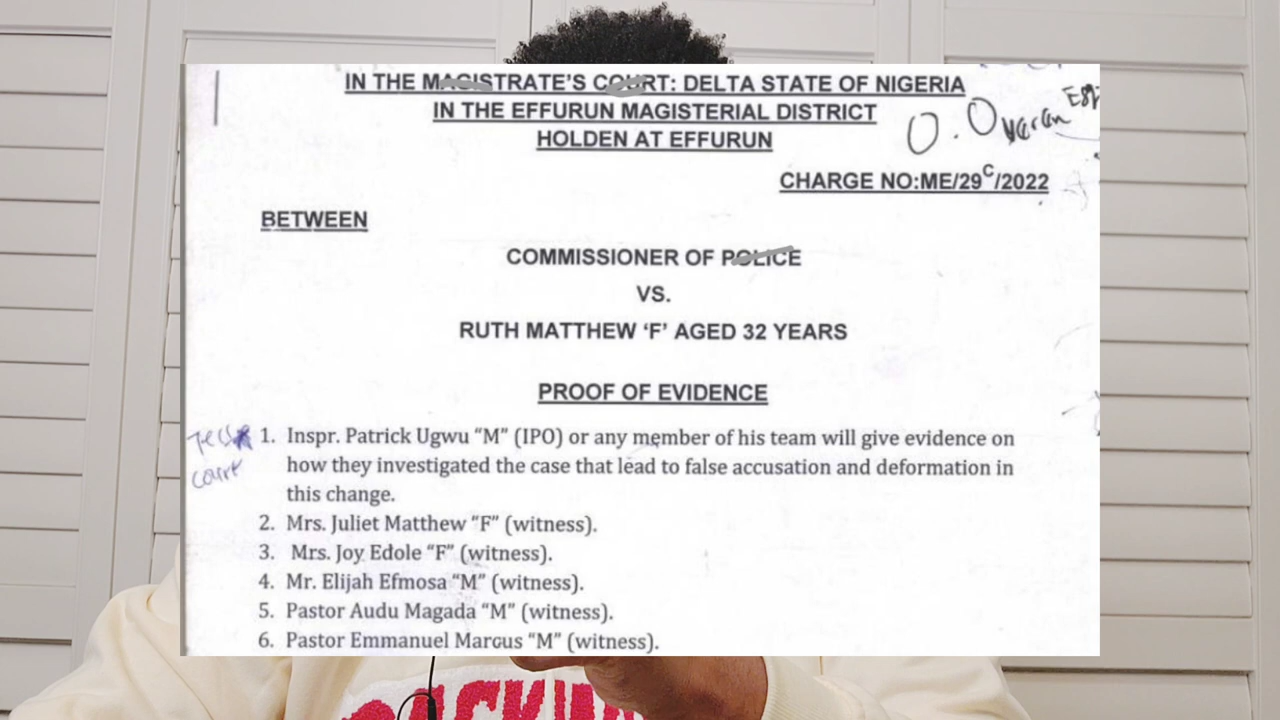 IN THE MAGISTRATE'S COURT: DELTA STATE OF NIGERIA
IN THE EFFURUN MAGISTERIAL DISTRICT
HOLDEN AT EFFURUN
CHARGE NO:ME/29C/2022
BETWEEN
COMMISSIONER OF POLICE
VS.
RUTH MATTHEW 'F' AGED 32 YEARS
PROOF OF EVIDENCE
1. Inspr. Patrick Ugwu "M" (IPO) or any member of his team will give evidence on
how they investigated the case that lead to false accusation and deformation in
this change.
2. Mrs. Juliet Matthew "F" (witness).
3. Mrs. Joy Edole "F" (witness).
4. Mr. Elijah Efmosa "M" (witness).
5. Pastor Audu Magada "M" (witness).
6. Pastor Emmanuel Marcus "M" (witness).